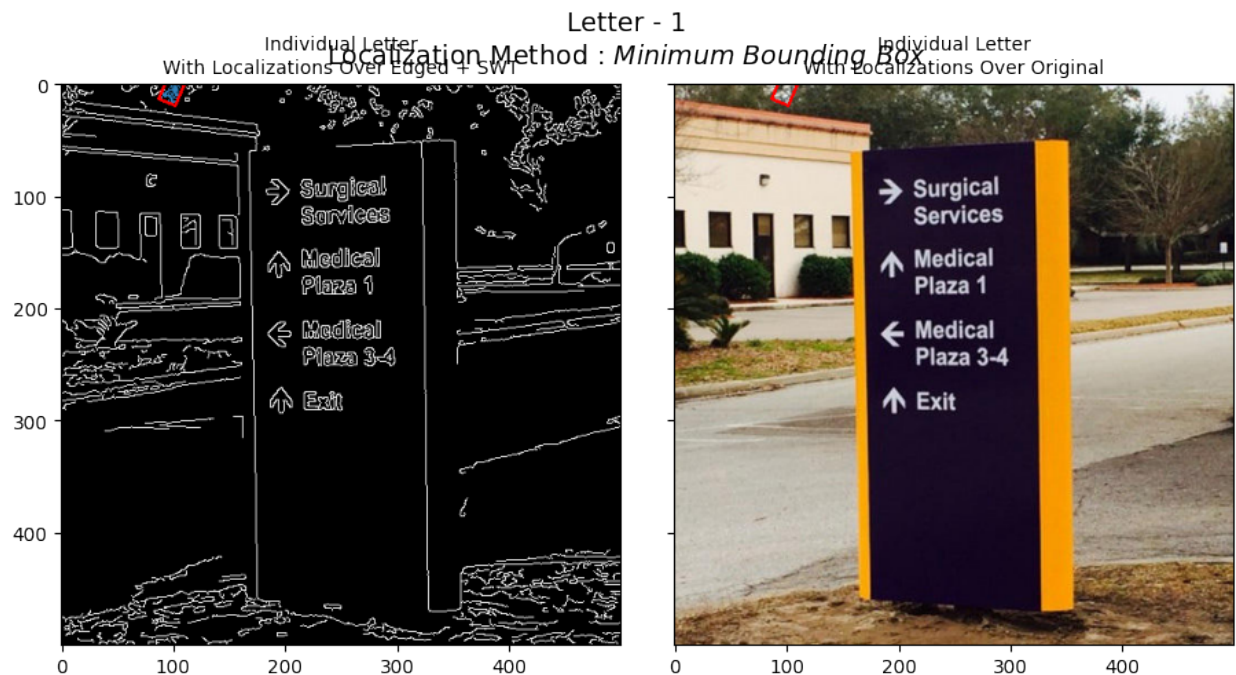 Letter - 1
Localization Method : Minimum Bounding Box
Individual Letter
With Localizations Over Edged + SWT
Individual Letter
With Localizations Over Original
0
100
200
300
400
0
100
200
300
400
0
100
200
300
400
Surgical
Services
Medical
Plaza 1
Medical
Plaza 3-4
Exit
Surgical
Services
Medical
Plaza 1
Medical
Plaza 3-4
Exit